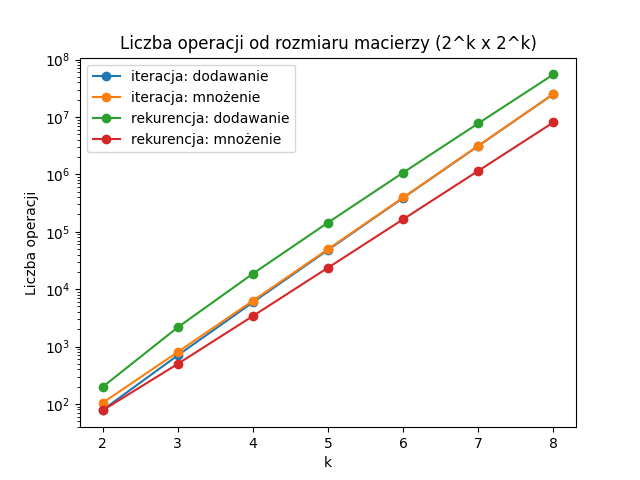 Liczba operacji od rozmiaru macierzy (2^k x 2^k)
iteracja: dodawanie
iteracja: mnożenie
rekurencja: dodawanie
rekurencja: mnożenie
Liczba operacji
10^8
10^7
10^6
10^5
10^4
10^3
10^2
2 3 4 5 6 7 8
k